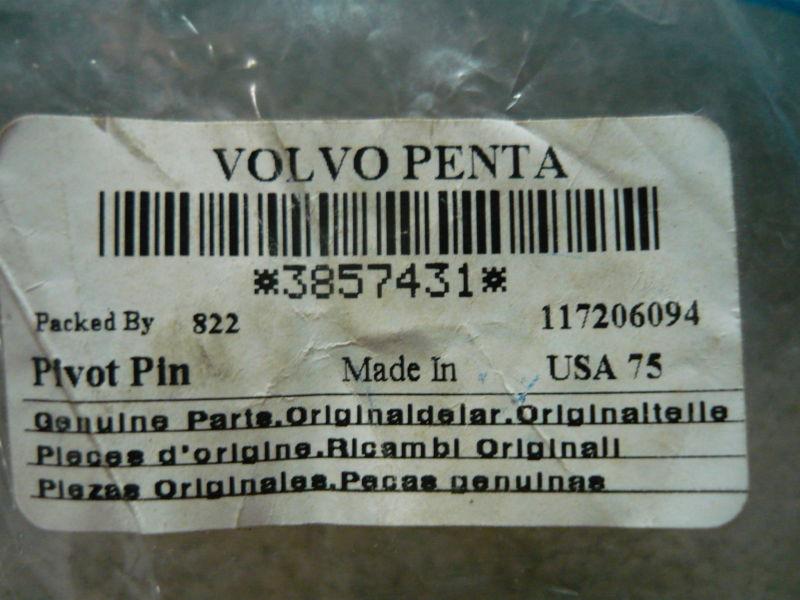 VOLVO PENTA
*3857431*
Packed By 822 117206094
Pivot Pin Made In USA 75
Genuine Parts.Originaldelar.Originalteile
Pieces d'origine.Ricambi Originali
Piezas Originales.Pecas genuinas